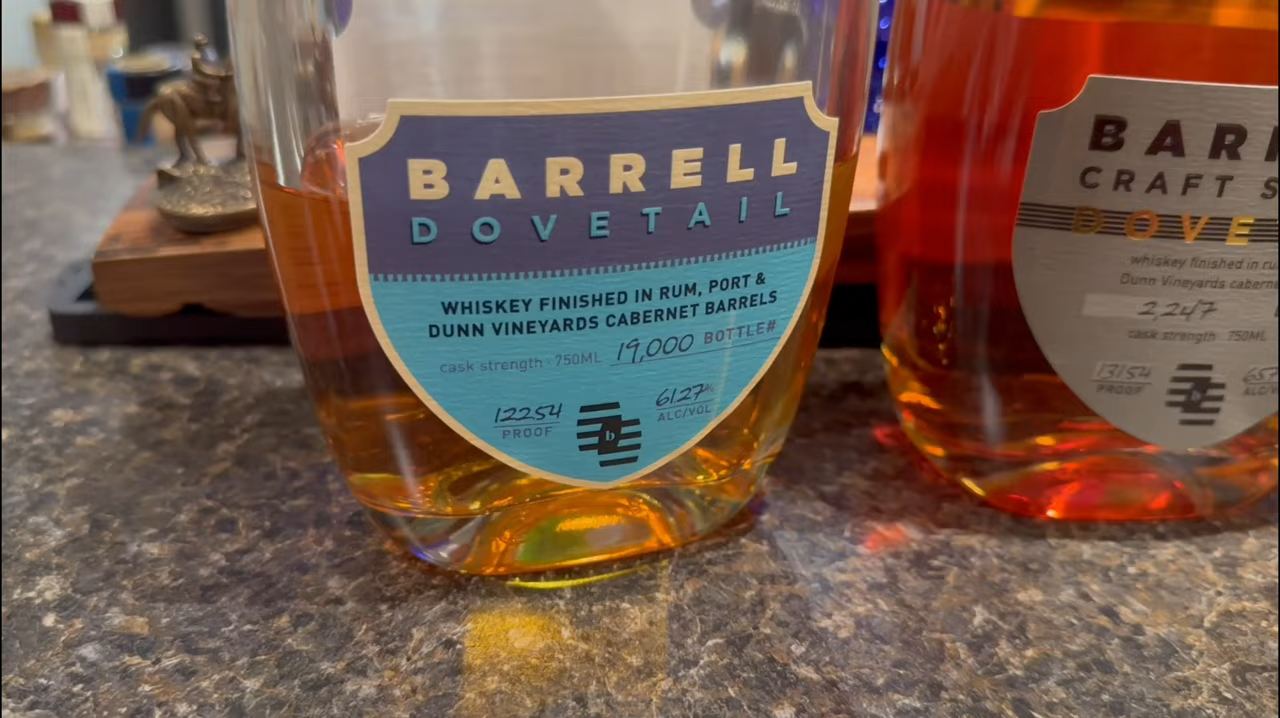 BARRELL
DOVETAIL
WHISKEY FINISHED IN RUM, PORT &
DUNN VINEYARDS CABERNET BARRELS
cask strength · 750ML 19,000 BOTTLE#
122.54 61.27%
PROOF ALC/VOL
b
BARR
CRAFT S
DOVE
whiskey finished in ru
Dunn Vineyards cabern
2,247
cask strength 750ML
131.54 65.
PROOF ALC/V
b